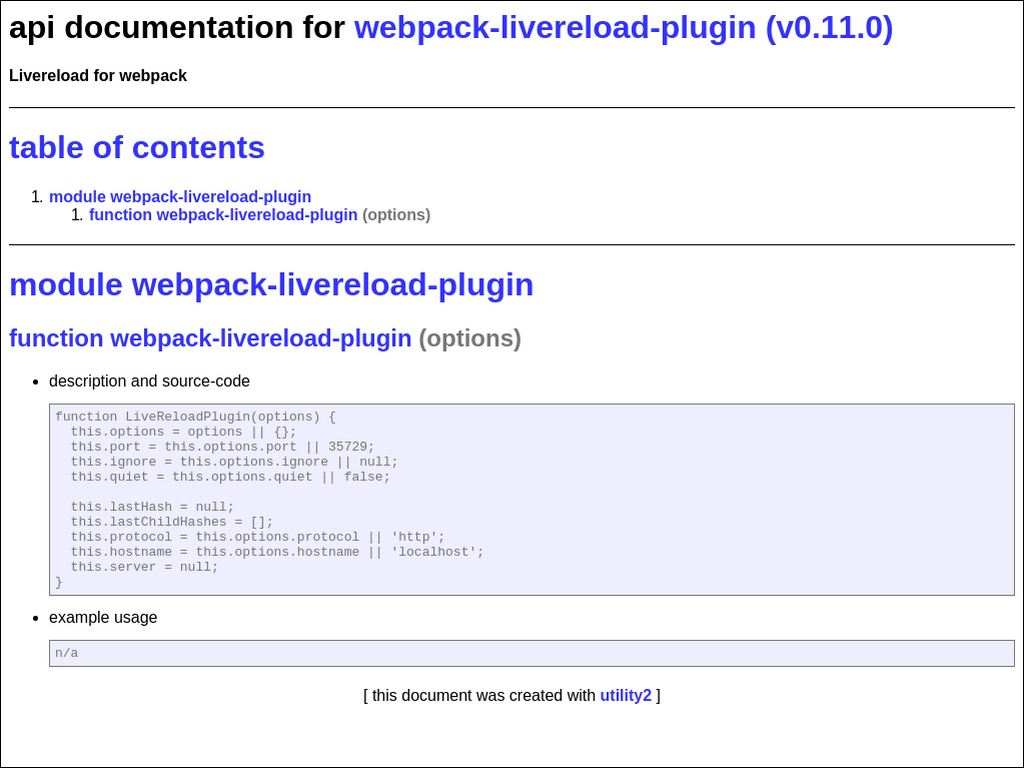 api documentation for webpack-livereload-plugin (v0.11.0)
Livereload for webpack
table of contents
1. module webpack-livereload-plugin
1. function webpack-livereload-plugin (options)
module webpack-livereload-plugin
function webpack-livereload-plugin (options)
• description and source-code
function LiveReloadPlugin(options) {
  this.options = options || {};
  this.port = this.options.port || 35729;
  this.ignore = this.options.ignore || null;
  this.quiet = this.options.quiet || false;

  this.lastHash = null;
  this.lastChildHashes = [];
  this.protocol = this.options.protocol || 'http';
  this.hostname = this.options.hostname || 'localhost';
  this.server = null;
}
• example usage
n/a
[ this document was created with utility2 ]